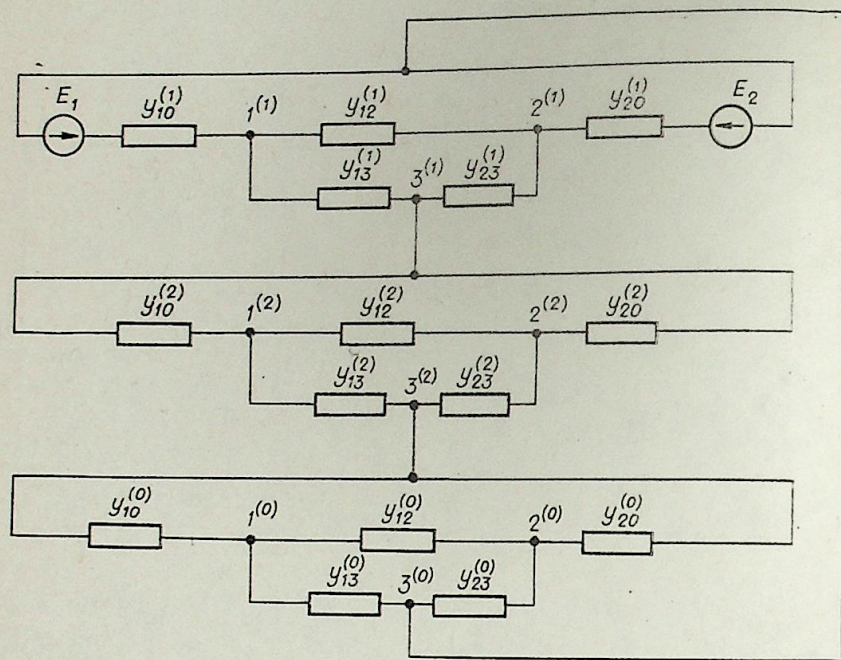 E₁ y₁₀⁽¹⁾ 1⁽¹⁾ y₁₂⁽¹⁾ 2⁽¹⁾ y₂₀⁽¹⁾ E₂
y₁₃⁽¹⁾ 3⁽¹⁾ y₂₃⁽¹⁾
y₁₀⁽²⁾ 1⁽²⁾ y₁₂⁽²⁾ 2⁽²⁾ y₂₀⁽²⁾
y₁₃⁽²⁾ 3⁽²⁾ y₂₃⁽²⁾
y₁₀⁽⁰⁾ 1⁽⁰⁾ y₁₂⁽⁰⁾ 2⁽⁰⁾ y₂₀⁽⁰⁾
y₁₃⁽⁰⁾ 3⁽⁰⁾ y₂₃⁽⁰⁾